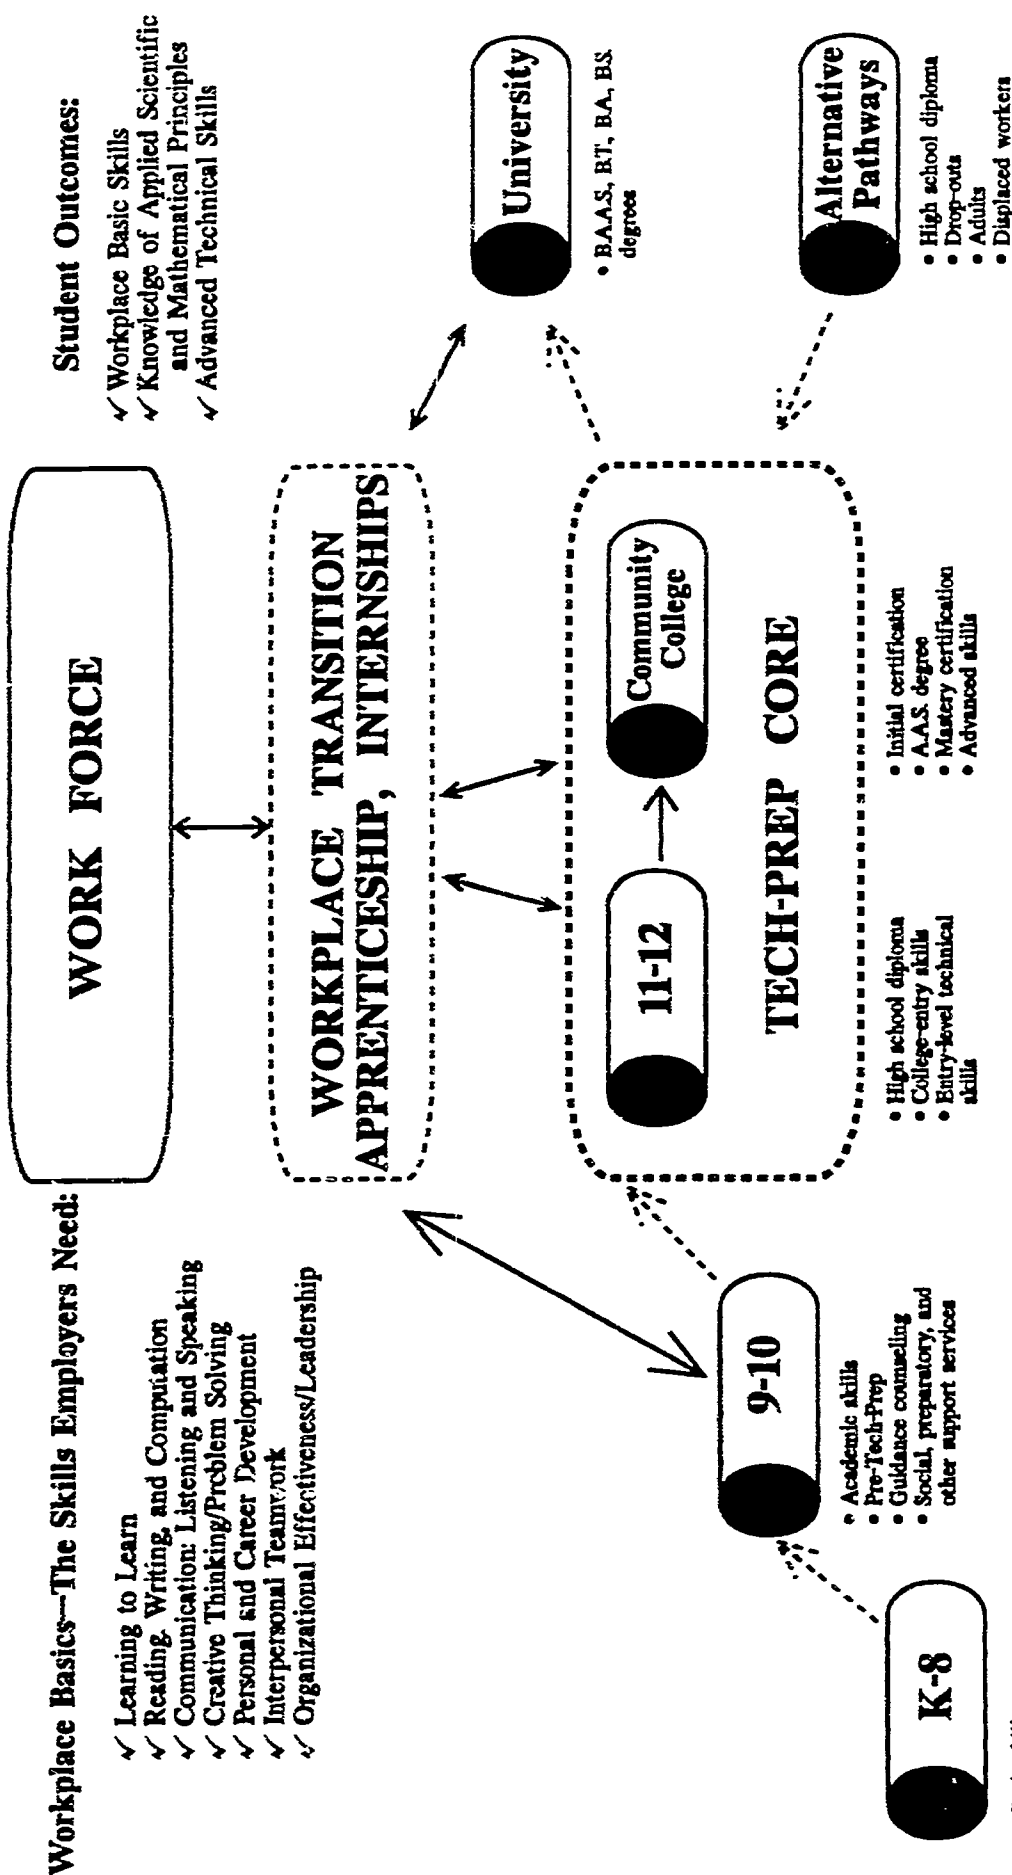 WORK FORCE
Student Outcomes:
✓ Workplace Basic Skills
✓ Knowledge of Applied Scientific
and Mathematical Principles
✓ Advanced Technical Skills
Workplace Basics—The Skills Employers Need:
✓ Learning to Learn
✓ Reading, Writing, and Computation
✓ Communication: Listening and Speaking
✓ Creative Thinking/Problem Solving
✓ Personal and Career Development
✓ Interpersonal Teamwork
✓ Organizational Effectiveness/Leadership
WORKPLACE TRANSITION
APPRENTICESHIP, INTERNSHIPS
University
• B.A.A.S., B.T., B.A., B.S.
degrees
11-12
Community
College
TECH-PREP CORE
Alternative
Pathways
• High school diploma
• Drop-outs
• Adults
• Displaced workers
• High school diploma
• College-entry skills
• Entry-level technical
skills
• Initial certification
• A.A.S. degree
• Mastery certification
• Advanced skills
9-10
• Academic skills
• Pre-Tech-Prep
• Guidance counseling
• Social, preparatory, and
other support services
K-8